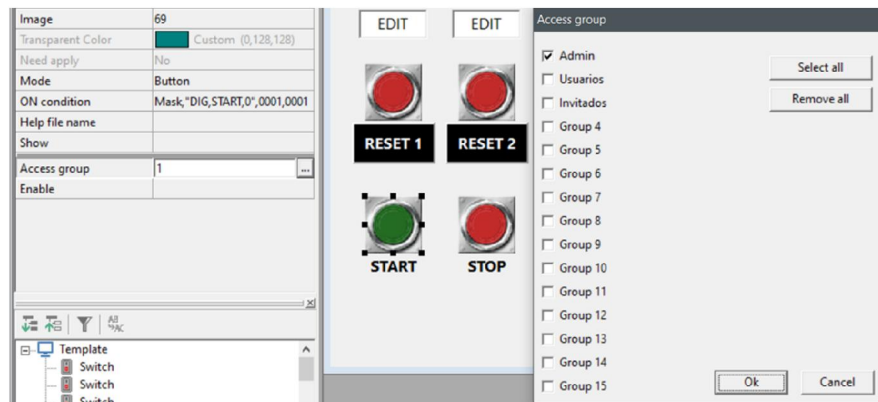 Image 69
Transparent Color Custom (0,128,128)
Need apply No
Mode Button
ON condition Mask,"DIG,START,0",0001,0001
Help file name
Show
Access group 1 ...
Enable
All
AC
Template
Switch
Switch
Switch
EDIT EDIT
RESET 1 RESET 2
START STOP
Access group
Admin
Usuarios
Invitados
Group 4
Group 5
Group 6
Group 7
Group 8
Group 9
Group 10
Group 11
Group 12
Group 13
Group 14
Group 15
Select all
Remove all
Ok Cancel